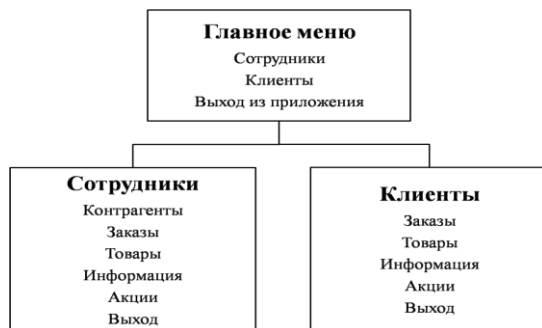 Главное меню
Сотрудники
Клиенты
Выход из приложения
Сотрудники
Контрагенты
Заказы
Товары
Информация
Акции
Выход
Клиенты
Заказы
Товары
Информация
Акции
Выход